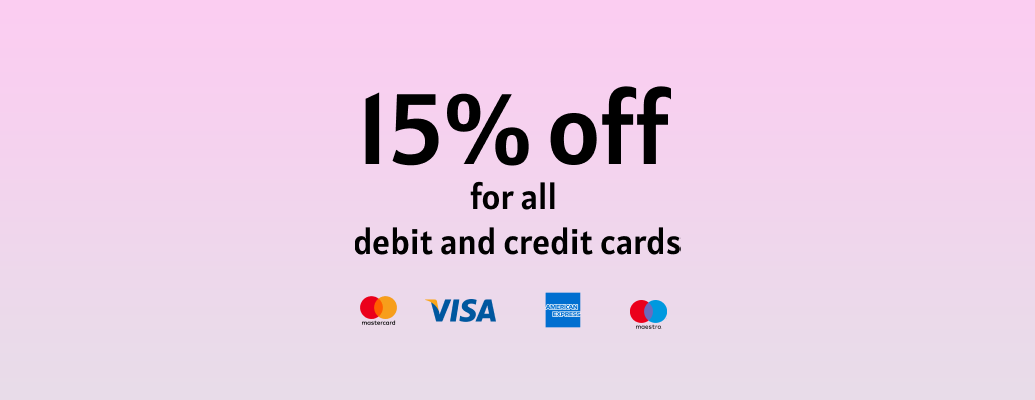 15% off
for all
debit and credit cards
mastercard VISA AMERICAN EXPRESS maestro